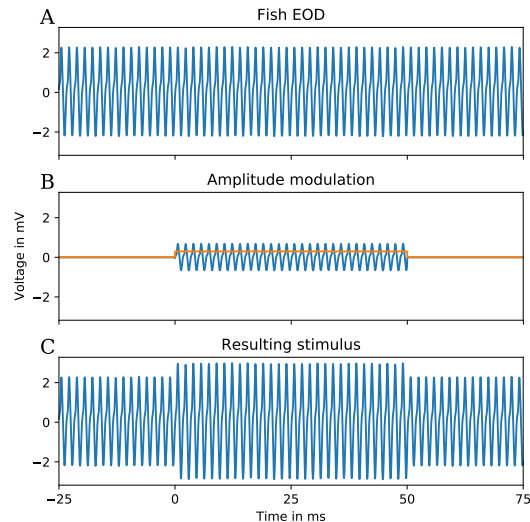 A
Fish EOD
2
0
−2
B
Amplitude modulation
2
0
−2
Voltage in mV
C
Resulting stimulus
2
0
−2
−25 0 25 50 75
Time in ms